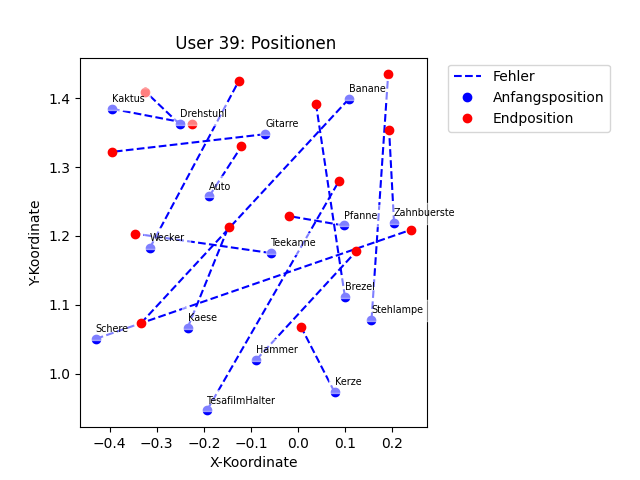 User 39: Positionen
Fehler
Anfangsposition
Endposition
Y-Koordinate
1.4
1.3
1.2
1.1
1.0
Kaktus
Drehstuhl
Banane
Gitarre
Auto
Wecker
Teekanne
Pfanne
Zahnbuerste
Brezel
Stehlampe
Schere
Kaese
Hammer
Kerze
TesafilmHalter
−0.4 −0.3 −0.2 −0.1 0.0 0.1 0.2
X-Koordinate